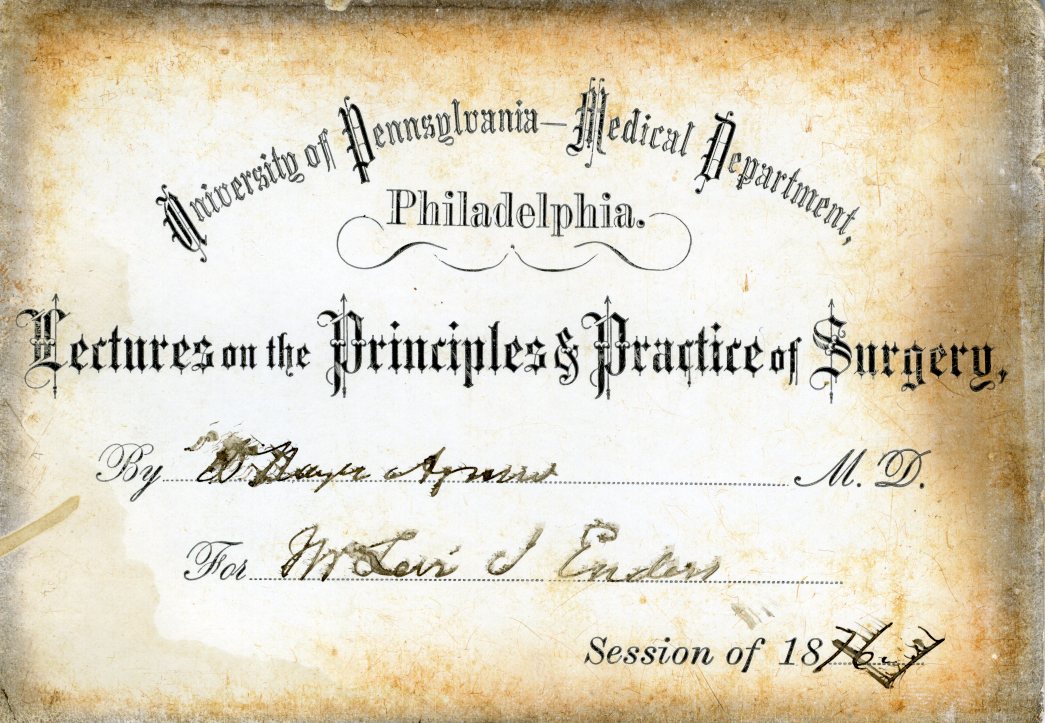 University of Pennsylvania—Medical Department,
Philadelphia.
Lectures on the Principles & Practice of Surgery,
By D Hayes Agnew M. D.
For Mr Levi J Enders
Session of 1876-7